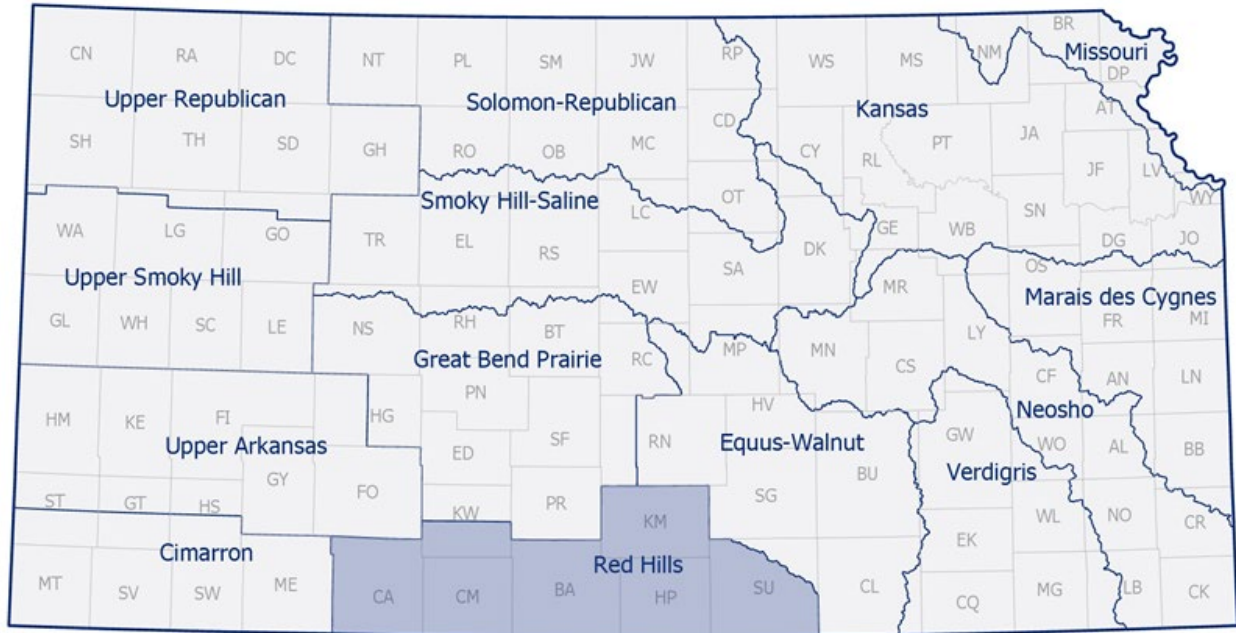 CN RA DC NT PL SM JW RP WS MS NM BR
Missouri
DP
Upper Republican
Solomon-Republican
Kansas
AT
SH TH SD GH RO OB MC CD CY RL PT JA JF LV
WY
Smoky Hill-Saline
OT
WA LG GO TR EL RS LC SA DK GE WB SN DG JO
Upper Smoky Hill
EW MR OS
Marais des Cygnes
GL WH SC LE NS RH BT RC MP MN CS LY FR MI
Great Bend Prairie
PN CF AN LN
HM KE FI HG HV
Neosho
Upper Arkansas
ED SF RN
Equus-Walnut
GW WO AL BB
GY FO BU
Verdigris
ST GT HS KW PR SG WL NO CR
KM
Cimarron
EK
Red Hills
MT SV SW ME CA CM BA HP SU CL CQ MG LB CK